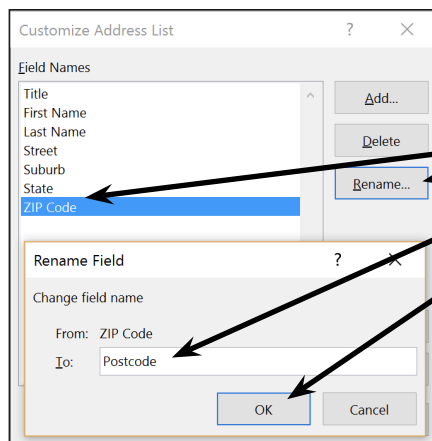 Customize Address List ?
Field Names
Title
First Name
Last Name
Street
Suburb
State
ZIP Code
Add...
Delete
Rename...
Rename Field ?
Change field name
From: ZIP Code
To: Postcode
OK Cancel